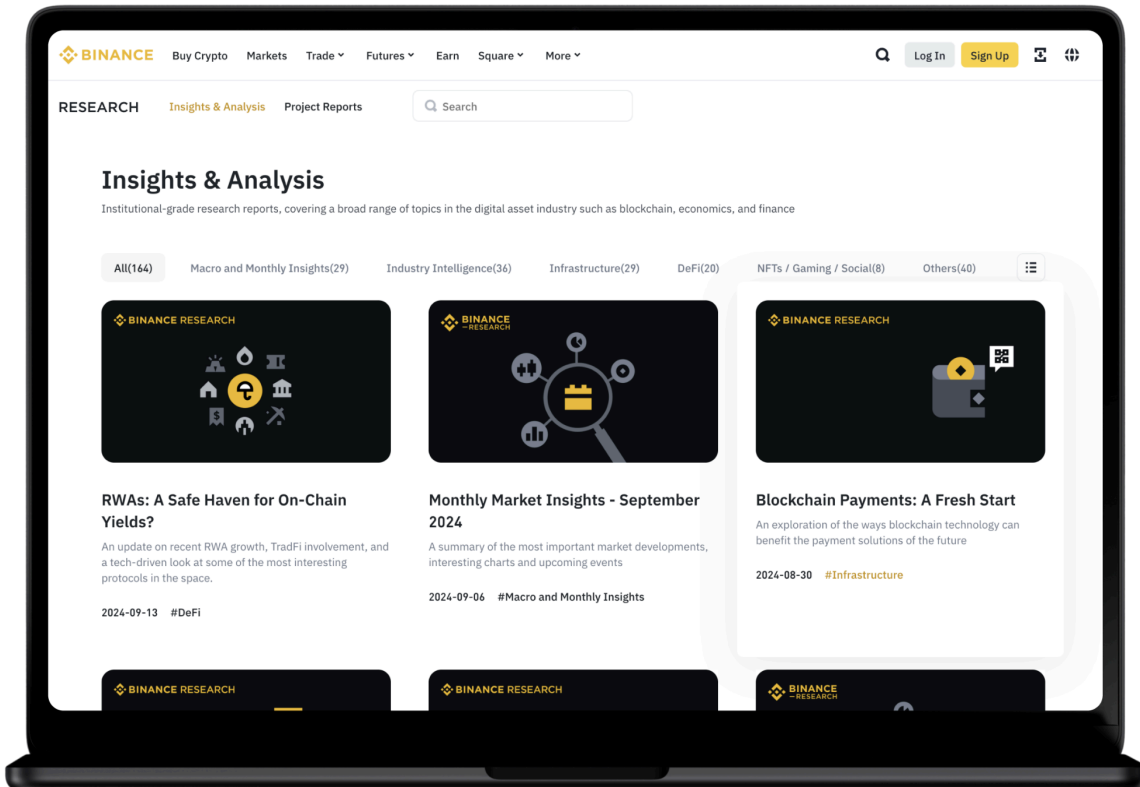 BINANCE Buy Crypto Markets Trade Futures Earn Square More Log In Sign Up
RESEARCH Insights & Analysis Project Reports Search
Insights & Analysis
Institutional-grade research reports, covering a broad range of topics in the digital asset industry such as blockchain, economics, and finance
All(164) Macro and Monthly Insights(29) Industry Intelligence(36) Infrastructure(29) DeFi(20) NFTs / Gaming / Social(8) Others(40)
BINANCE RESEARCH
$
RWAs: A Safe Haven for On-Chain
Yields?
An update on recent RWA growth, TradFi involvement, and
a tech-driven look at some of the most interesting
protocols in the space.
2024-09-13 #DeFi
BINANCE
RESEARCH
Monthly Market Insights - September
2024
A summary of the most important market developments,
interesting charts and upcoming events
2024-09-06 #Macro and Monthly Insights
BINANCE RESEARCH
Blockchain Payments: A Fresh Start
An exploration of the ways blockchain technology can
benefit the payment solutions of the future
2024-08-30 #Infrastructure
BINANCE RESEARCH
BINANCE RESEARCH
BINANCE
RESEARCH